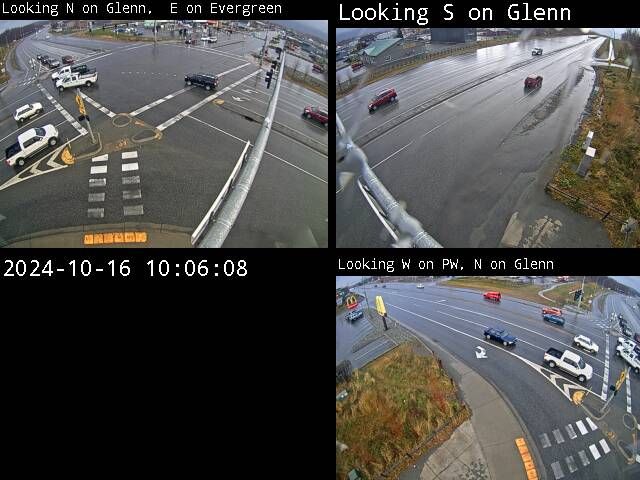 Looking N on Glenn, E on Evergreen
Looking S on Glenn
2024-10-16 10:06:08
Looking W on PW, N on Glenn